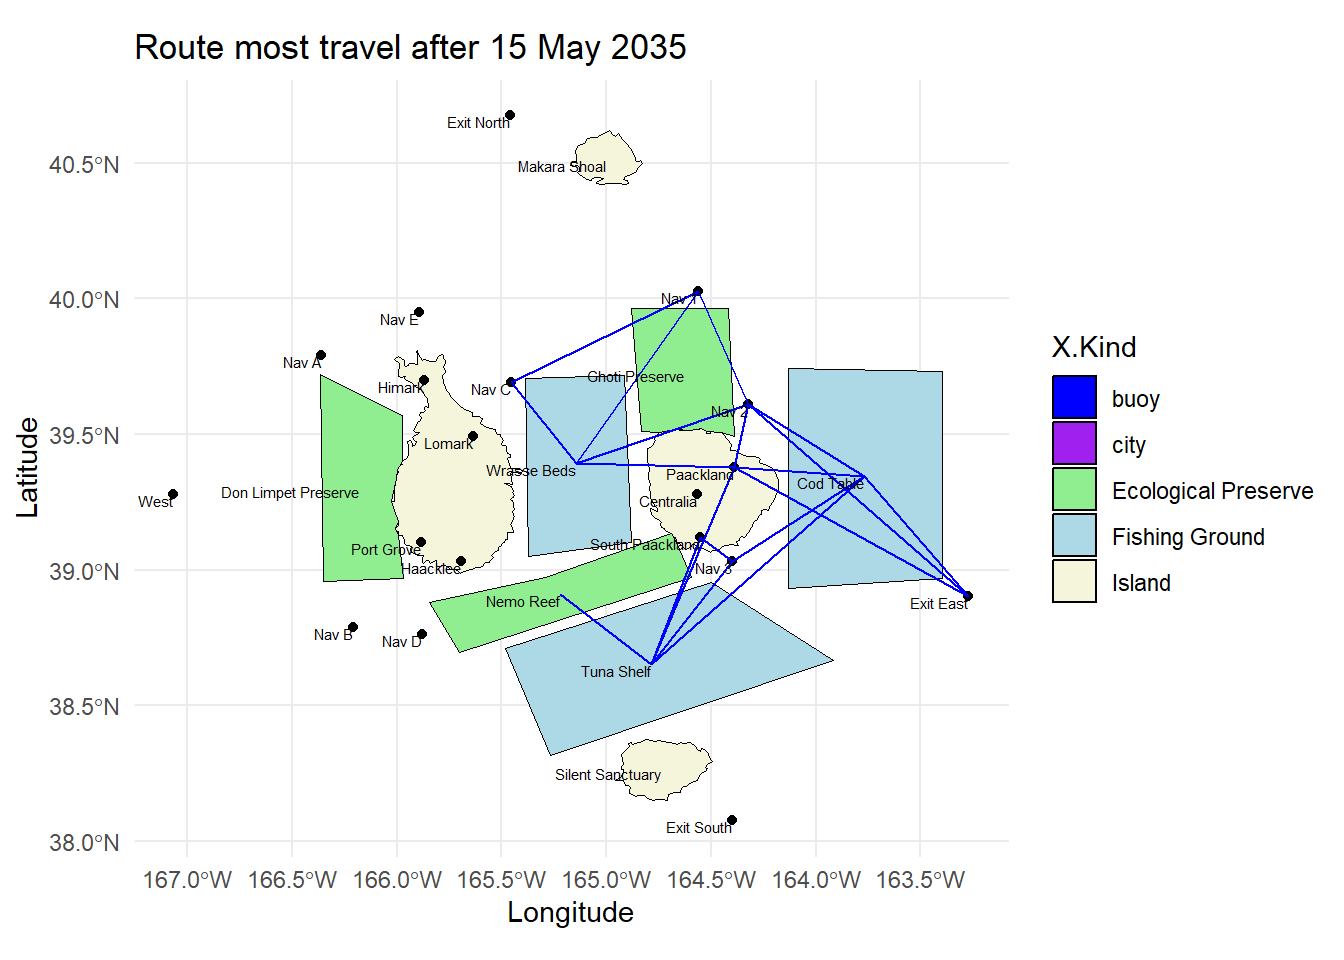 Route most travel after 15 May 2035
Exit North
40.5°N
Makara Shoal
40.0°N
Nav 1
Nav E
Nav A
Ghoti Preserve
Himark
Nav C
Nav 2
39.5°N
Lomark
Wrasse Beds
Paackland
Cod Table
Don Limpet Preserve
West
Centralia
Port Grove
South Paackland
39.0°N
Haacklee
Nav 3
Nemo Reef
Exit East
Nav B
Nav D
Tuna Shelf
38.5°N
Silent Sanctuary
Exit South
38.0°N
167.0°W 166.5°W 166.0°W 165.5°W 165.0°W 164.5°W 164.0°W 163.5°W
Longitude
Latitude
X.Kind
buoy
city
Ecological Preserve
Fishing Ground
Island